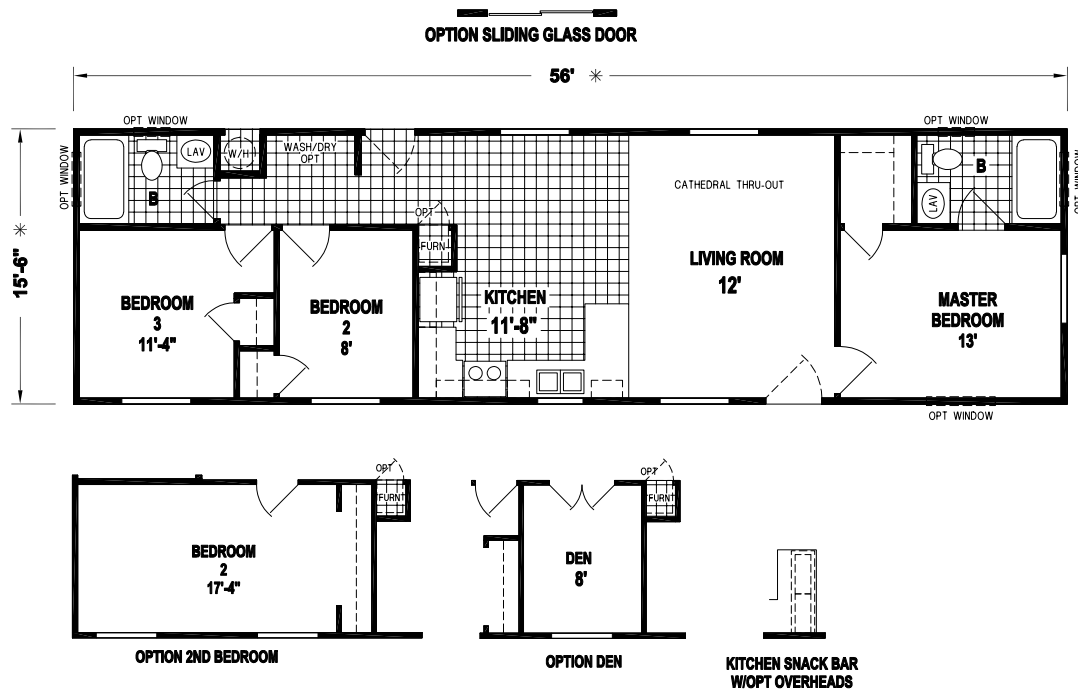 OPTION SLIDING GLASS DOOR
56' ✳
OPT WINDOW
OPT WINDOW
OPT WINDOW
OPT WINDOW
15'-6" ✳
LAV
W/H
WASH/DRY
OPT
B
CATHEDRAL THRU-OUT
B
LAV
OPT
FURN
BEDROOM
3
11'-4"
BEDROOM
2
8'
KITCHEN
11'-8"
LIVING ROOM
12'
MASTER
BEDROOM
13'
OPT WINDOW
OPT
FURN
BEDROOM
2
17'-4"
OPTION 2ND BEDROOM
OPT
FURN
DEN
8'
OPTION DEN
KITCHEN SNACK BAR
W/OPT OVERHEADS